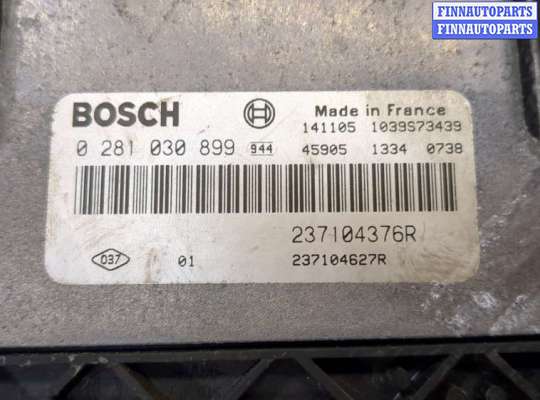 FINNAUTOPARTS
FINNAUTOPARTS
BOSCH Made in France
141105 1039S73439
0 281 030 899 944 45905 1334 0738
237104376R
D37 01 237104627R